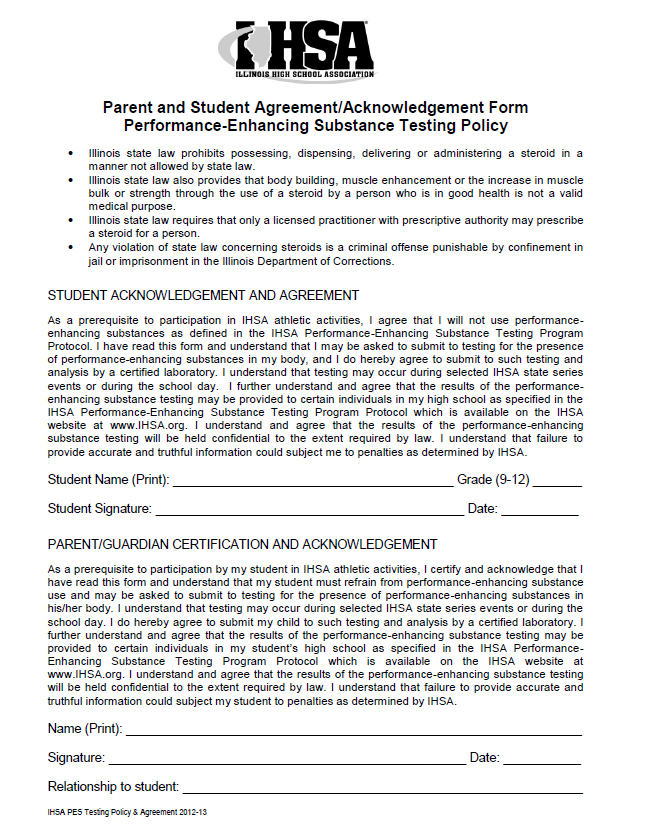 IHSA
ILLINOIS HIGH SCHOOL ASSOCIATION
Parent and Student Agreement/Acknowledgement Form
Performance-Enhancing Substance Testing Policy
• Illinois state law prohibits possessing, dispensing, delivering or administering a steroid in a
manner not allowed by state law.
• Illinois state law also provides that body building, muscle enhancement or the increase in muscle
bulk or strength through the use of a steroid by a person who is in good health is not a valid
medical purpose.
• Illinois state law requires that only a licensed practitioner with prescriptive authority may prescribe
a steroid for a person.
• Any violation of state law concerning steroids is a criminal offense punishable by confinement in
jail or imprisonment in the Illinois Department of Corrections.
STUDENT ACKNOWLEDGEMENT AND AGREEMENT
As a prerequisite to participation in IHSA athletic activities, I agree that I will not use performance-
enhancing substances as defined in the IHSA Performance-Enhancing Substance Testing Program
Protocol. I have read this form and understand that I may be asked to submit to testing for the presence
of performance-enhancing substances in my body, and I do hereby agree to submit to such testing and
analysis by a certified laboratory. I understand that testing may occur during selected IHSA state series
events or during the school day. I further understand and agree that the results of the performance-
enhancing substance testing may be provided to certain individuals in my high school as specified in the
IHSA Performance-Enhancing Substance Testing Program Protocol which is available on the IHSA
website at www.IHSA.org. I understand and agree that the results of the performance-enhancing
substance testing will be held confidential to the extent required by law. I understand that failure to
provide accurate and truthful information could subject me to penalties as determined by IHSA.
Student Name (Print): ________________________________________ Grade (9-12) _______
Student Signature: ____________________________________________ Date: ___________
PARENT/GUARDIAN CERTIFICATION AND ACKNOWLEDGEMENT
As a prerequisite to participation by my student in IHSA athletic activities, I certify and acknowledge that I
have read this form and understand that my student must refrain from performance-enhancing substance
use and may be asked to submit to testing for the presence of performance-enhancing substances in
his/her body. I understand that testing may occur during selected IHSA state series events or during the
school day. I do hereby agree to submit my child to such testing and analysis by a certified laboratory. I
further understand and agree that the results of the performance-enhancing substance testing may be
provided to certain individuals in my student's high school as specified in the IHSA Performance-
Enhancing Substance Testing Program Protocol which is available on the IHSA website at
www.IHSA.org. I understand and agree that the results of the performance-enhancing substance testing
will be held confidential to the extent required by law. I understand that failure to provide accurate and
truthful information could subject my student to penalties as determined by IHSA.
Name (Print): _________________________________________________________________
Signature: ___________________________________________________ Date: ___________
Relationship to student: _________________________________________________________
IHSA PES Testing Policy & Agreement 2012-13